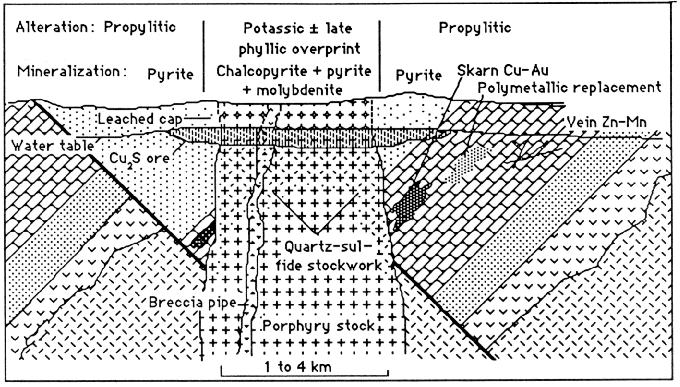 Alteration: Propylitic
Potassic ± late
phyllic overprint
Propylitic
Mineralization: Pyrite
Chalcopyrite + pyrite
+ molybdenite
Pyrite
Skarn Cu-Au
Polymetallic replacement
Leached cap
Vein Zn-Mn
Water table
Cu2S ore
Quartz-sul-
fide stockwork
Breccia pipe
Porphyry stock
1 to 4 km